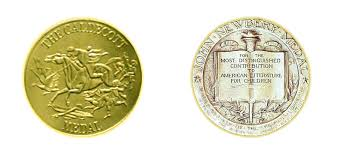 THE CALDECOTT
MEDAL
JOHN NEWBERY MEDAL
FOR THE
MOST DISTINGUISHED
CONTRIBUTION
TO
AMERICAN LITERATURE
FOR CHILDREN